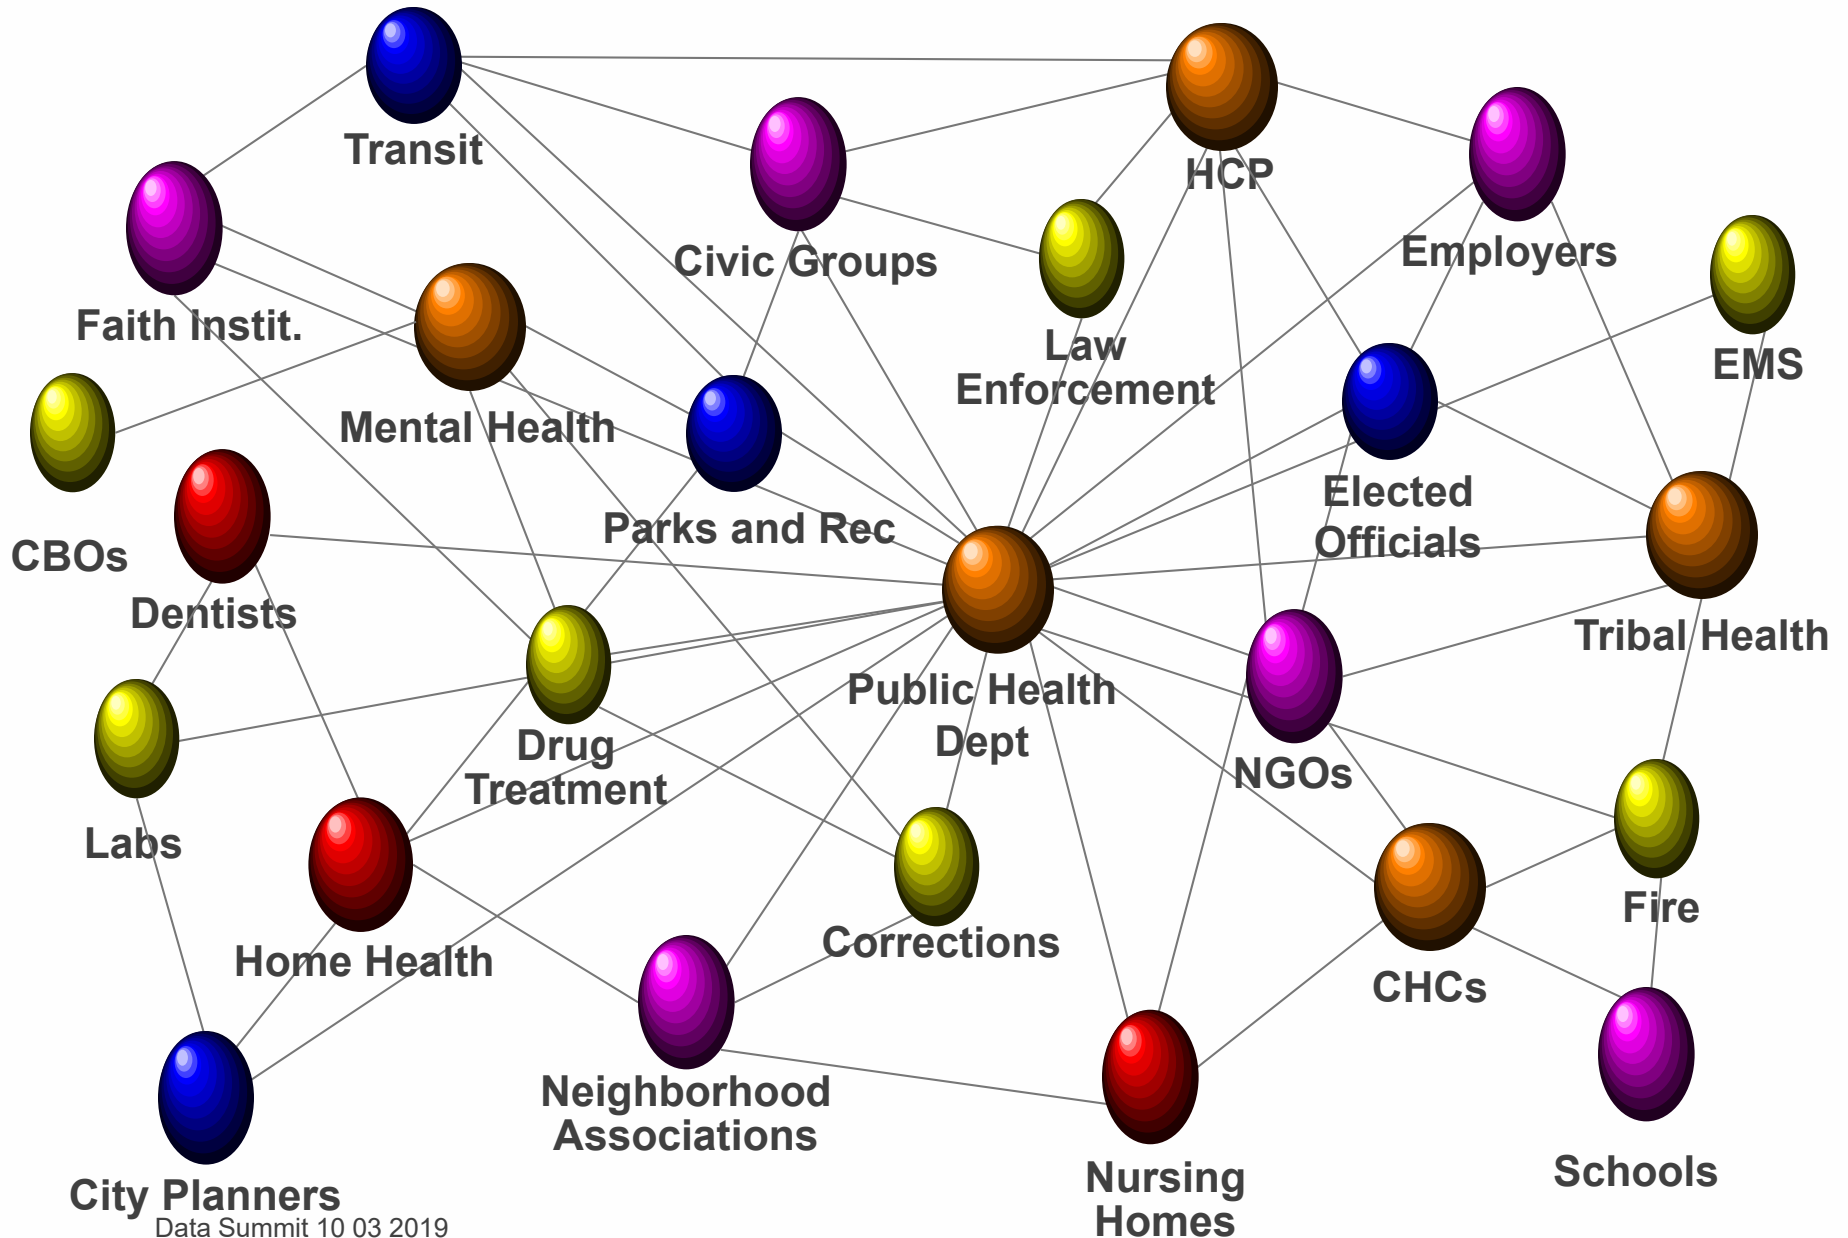 Transit
HCP
Civic Groups
Employers
Faith Instit.
Law
Enforcement
EMS
Mental Health
Elected
Officials
Parks and Rec
CBOs
Dentists
Tribal Health
Public Health
Dept
Drug
Treatment
NGOs
Labs
Fire
Home Health
Corrections
CHCs
Neighborhood
Associations
Nursing
Homes
Schools
City Planners
Data Summit 10 03 2019